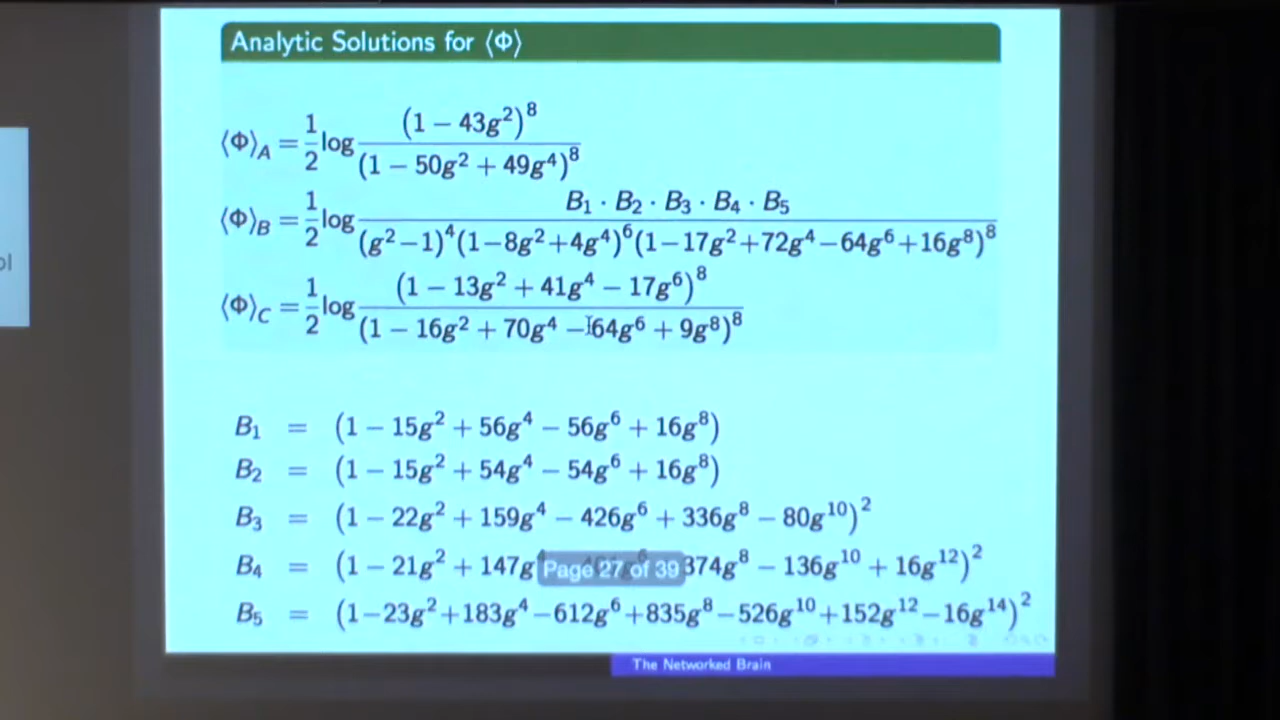 Analytic Solutions for ⟨Φ⟩
⟨Φ⟩_A = 1/2 log (1 − 43g²)⁸ / (1 − 50g² + 49g⁴)⁸
⟨Φ⟩_B = 1/2 log B₁ · B₂ · B₃ · B₄ · B₅ / (g²−1)⁴(1−8g²+4g⁴)⁶(1−17g²+72g⁴−64g⁶+16g⁸)⁸
⟨Φ⟩_C = 1/2 log (1 − 13g² + 41g⁴ − 17g⁶)⁸ / (1 − 16g² + 70g⁴ − 64g⁶ + 9g⁸)⁸
B₁ = (1 − 15g² + 56g⁴ − 56g⁶ + 16g⁸)
B₂ = (1 − 15g² + 54g⁴ − 54g⁶ + 16g⁸)
B₃ = (1 − 22g² + 159g⁴ − 426g⁶ + 336g⁸ − 80g¹⁰)²
B₄ = (1 − 21g² + 147g⁴ Page 27 of 39 374g⁸ − 136g¹⁰ + 16g¹²)²
B₅ = (1−23g²+183g⁴−612g⁶+835g⁸−526g¹⁰+152g¹²−16g¹⁴)²
The Networked Brain